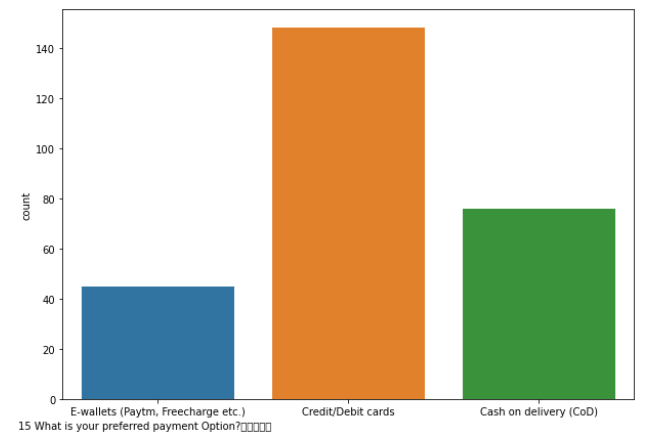 140
120
100
80
60
40
20
0
count
E-wallets (Paytm, Freecharge etc.) Credit/Debit cards Cash on delivery (CoD)
15 What is your preferred payment Option?